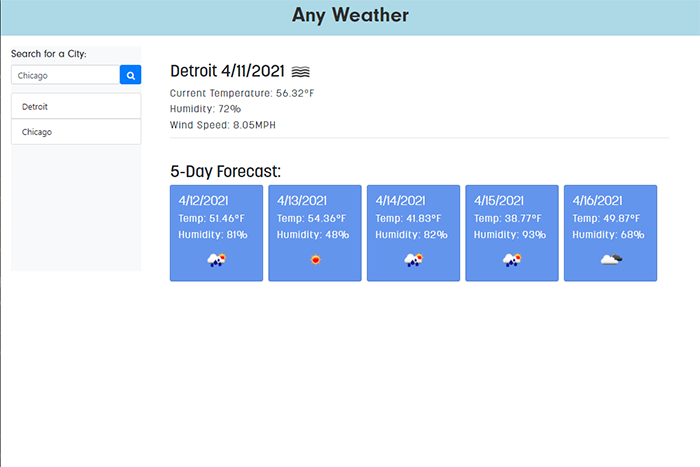 Any Weather
Search for a City:
Chicago
Detroit
Chicago
Detroit 4/11/2021
Current Temperature: 56.32°F
Humidity: 72%
Wind Speed: 8.05MPH
5-Day Forecast:
4/12/2021
Temp: 51.46°F
Humidity: 81%
4/13/2021
Temp: 54.36°F
Humidity: 48%
4/14/2021
Temp: 41.83°F
Humidity: 82%
4/15/2021
Temp: 38.77°F
Humidity: 93%
4/16/2021
Temp: 49.87°F
Humidity: 68%